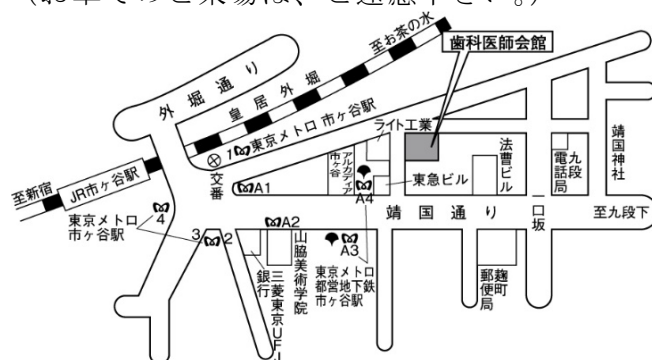 (お車でのご来場は、ご遠慮下さい。)
至お茶の水
歯科医師会館
外堀通り
皇居外堀
東京メトロ 市ヶ谷駅
1
ライト工業
交番
アルカディア
市ヶ谷
法曹ビル
九段
電話局
靖国神社
至新宿
JR市ヶ谷駅
A1
A4
東急ビル
4
東京メトロ
市ヶ谷駅
靖国通り
一口坂
至九段下
3
2
A2
A3
山脇美術学院
銀行
三菱東京UFJ
東京メトロ
都営地下鉄
市ヶ谷駅
麹町
郵便局